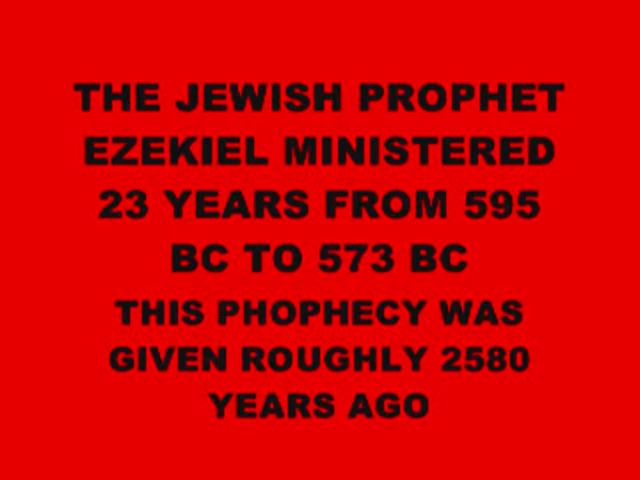 THE JEWISH PROPHET
EZEKIEL MINISTERED
23 YEARS FROM 595
BC TO 573 BC
THIS PHOPHECY WAS
GIVEN ROUGHLY 2580
YEARS AGO